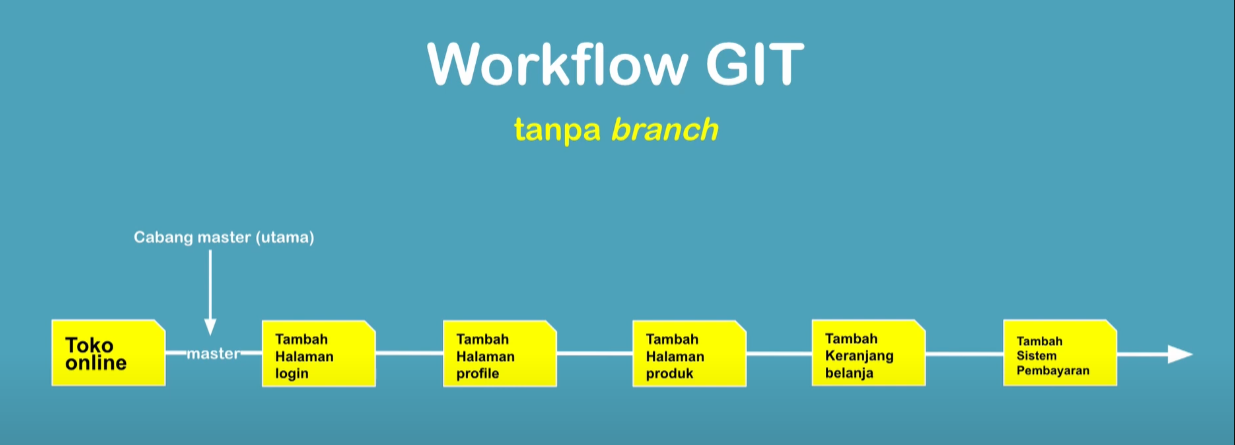 Workflow GIT
tanpa branch
Cabang master (utama)
Toko
online
master
Tambah
Halaman
login
Tambah
Halaman
profile
Tambah
Halaman
produk
Tambah
Keranjang
belanja
Tambah
Sistem
Pembayaran